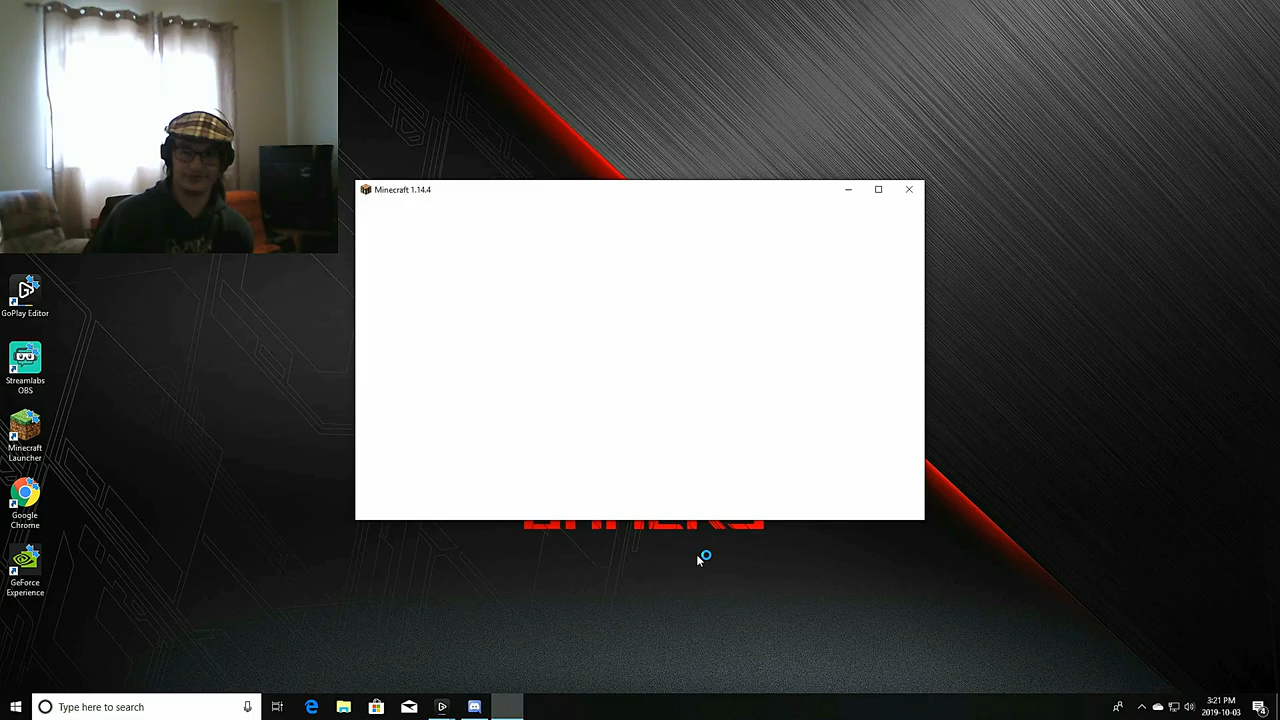 Minecraft 1.14.4
GoPlay Editor
Streamlabs
OBS
Minecraft
Launcher
Google
Chrome
GeForce
Experience
Type here to search
3:21 PM
2019-10-03